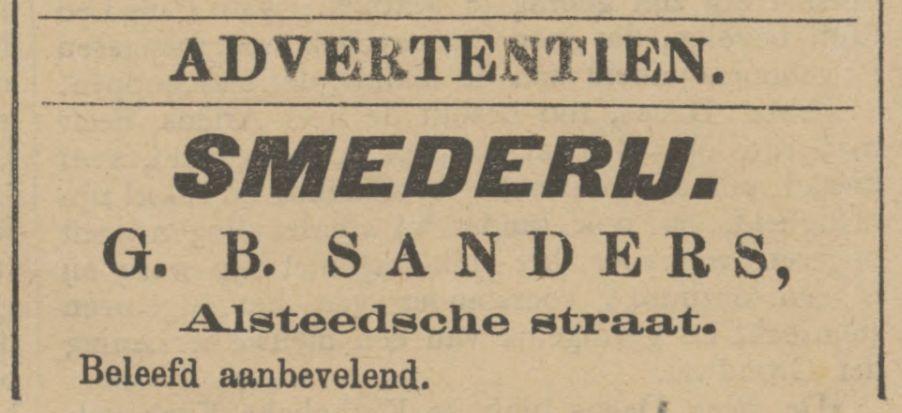 ADVERTENTIEN.
SMEDERIJ.
G. B. SANDERS,
Alsteedsche straat.
Beleefd aanbevelend.